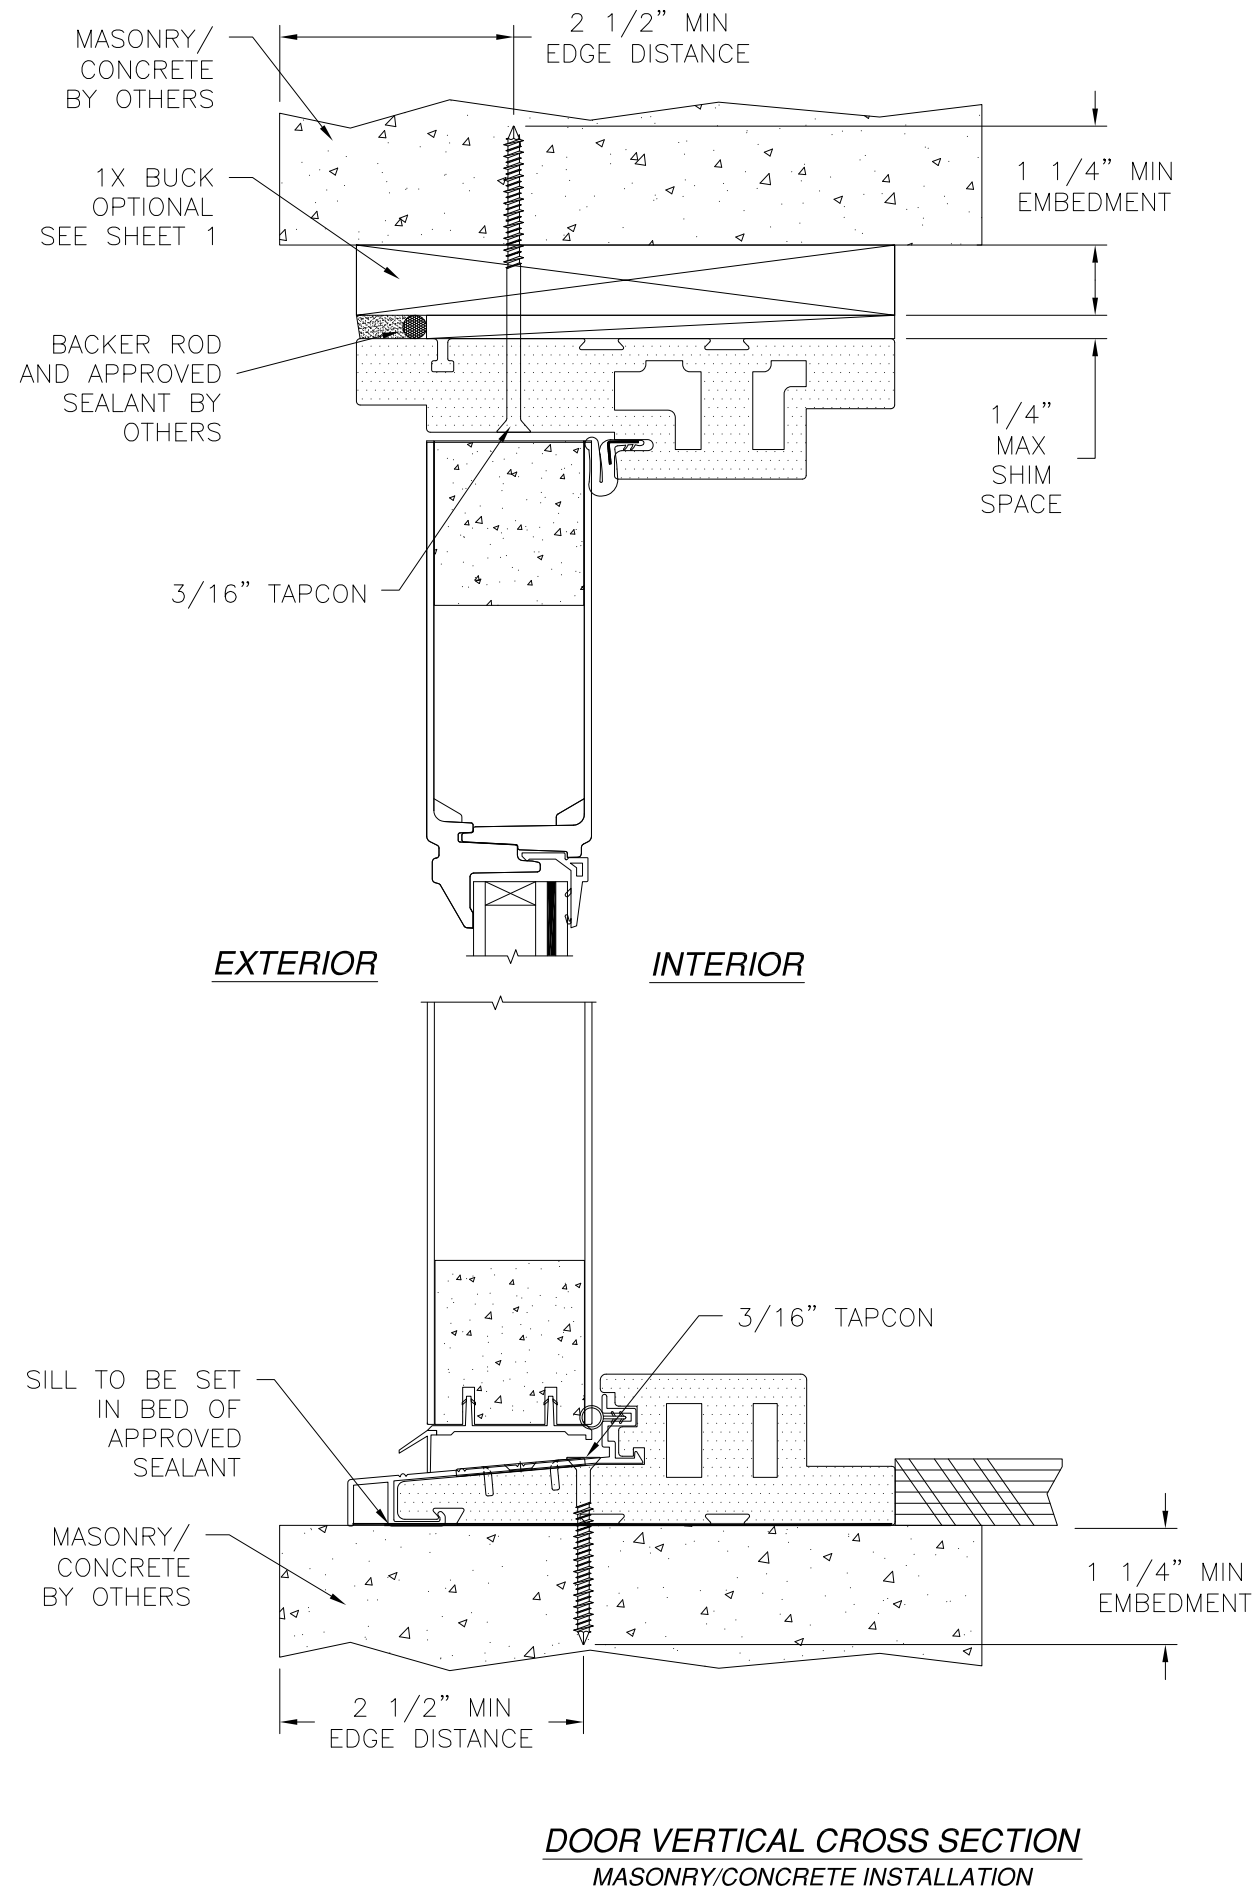 2 1/2” MIN
EDGE DISTANCE
MASONRY/
CONCRETE
BY OTHERS
1X BUCK
OPTIONAL
SEE SHEET 1
1 1/4” MIN
EMBEDMENT
BACKER ROD
AND APPROVED
SEALANT BY
OTHERS
1/4”
MAX
SHIM
SPACE
3/16” TAPCON
EXTERIOR
INTERIOR
3/16” TAPCON
SILL TO BE SET
IN BED OF
APPROVED
SEALANT
MASONRY/
CONCRETE
BY OTHERS
1 1/4” MIN
EMBEDMENT
2 1/2” MIN
EDGE DISTANCE
DOOR VERTICAL CROSS SECTION
MASONRY/CONCRETE INSTALLATION